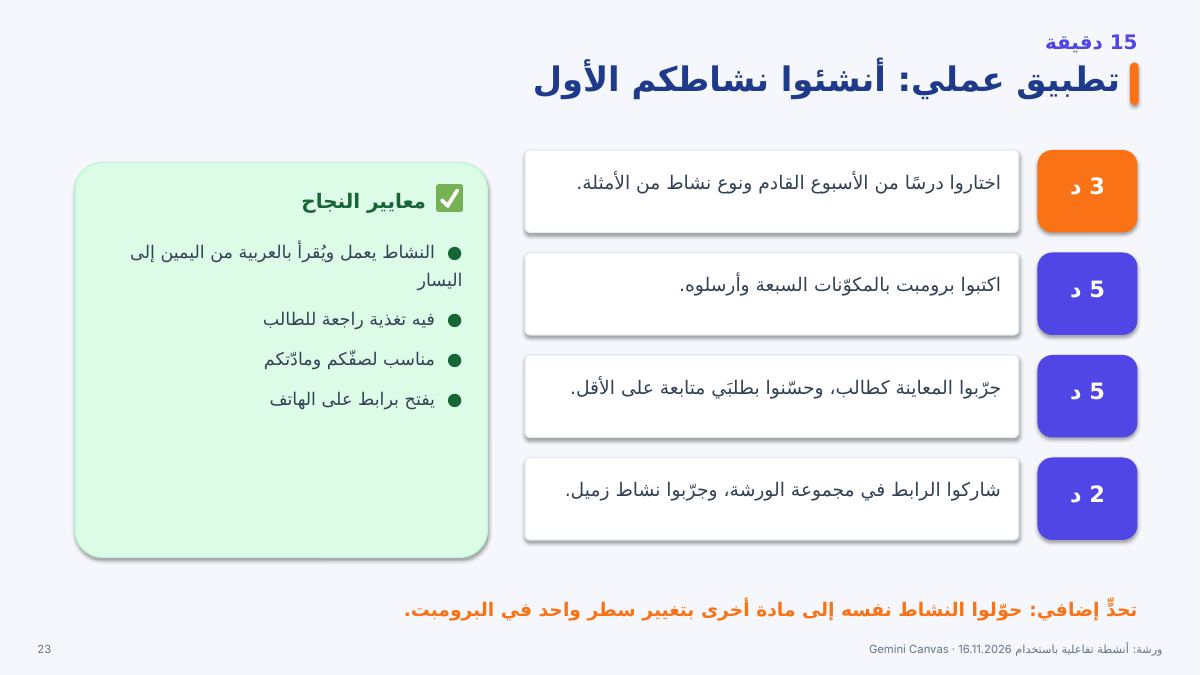 15 دقيقة
تطبيق عملي: أنشئوا نشاطكم الأول
3 د
اختاروا درسًا من الأسبوع القادم ونوع نشاط من الأمثلة.
5 د
اكتبوا برومبت بالمكوّنات السبعة وأرسلوه.
5 د
جرّبوا المعاينة كطالب، وحسّنوا بطلبَي متابعة على الأقل.
2 د
شاركوا الرابط في مجموعة الورشة، وجرّبوا نشاط زميل.
✅ معايير النجاح
● النشاط يعمل ويُقرأ بالعربية من اليمين إلى
اليسار
● فيه تغذية راجعة للطالب
● مناسب لصفّكم ومادّتكم
● يفتح برابط على الهاتف
تحدٍّ إضافي: حوّلوا النشاط نفسه إلى مادة أخرى بتغيير سطر واحد في البرومبت.
ورشة: أنشطة تفاعلية باستخدام Gemini Canvas · 16.11.2026
23